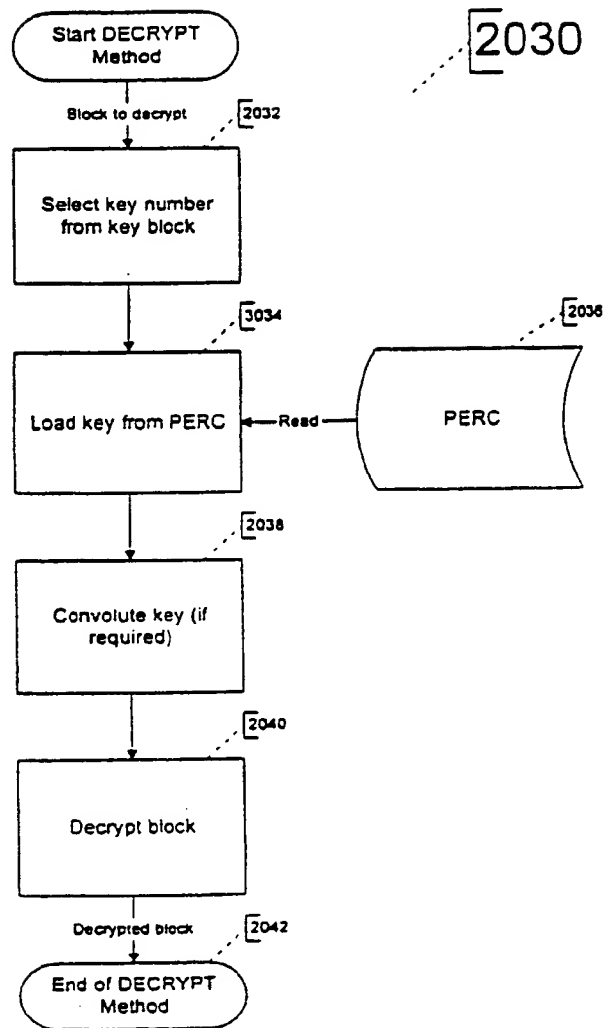 Start DECRYPT
Method
2030
Block to decrypt
2032
Select key number
from key block
3034
2036
Load key from PERC
Read
PERC
2038
Convolute key (if
required)
2040
Decrypt block
Decrypted block
2042
End of DECRYPT
Method